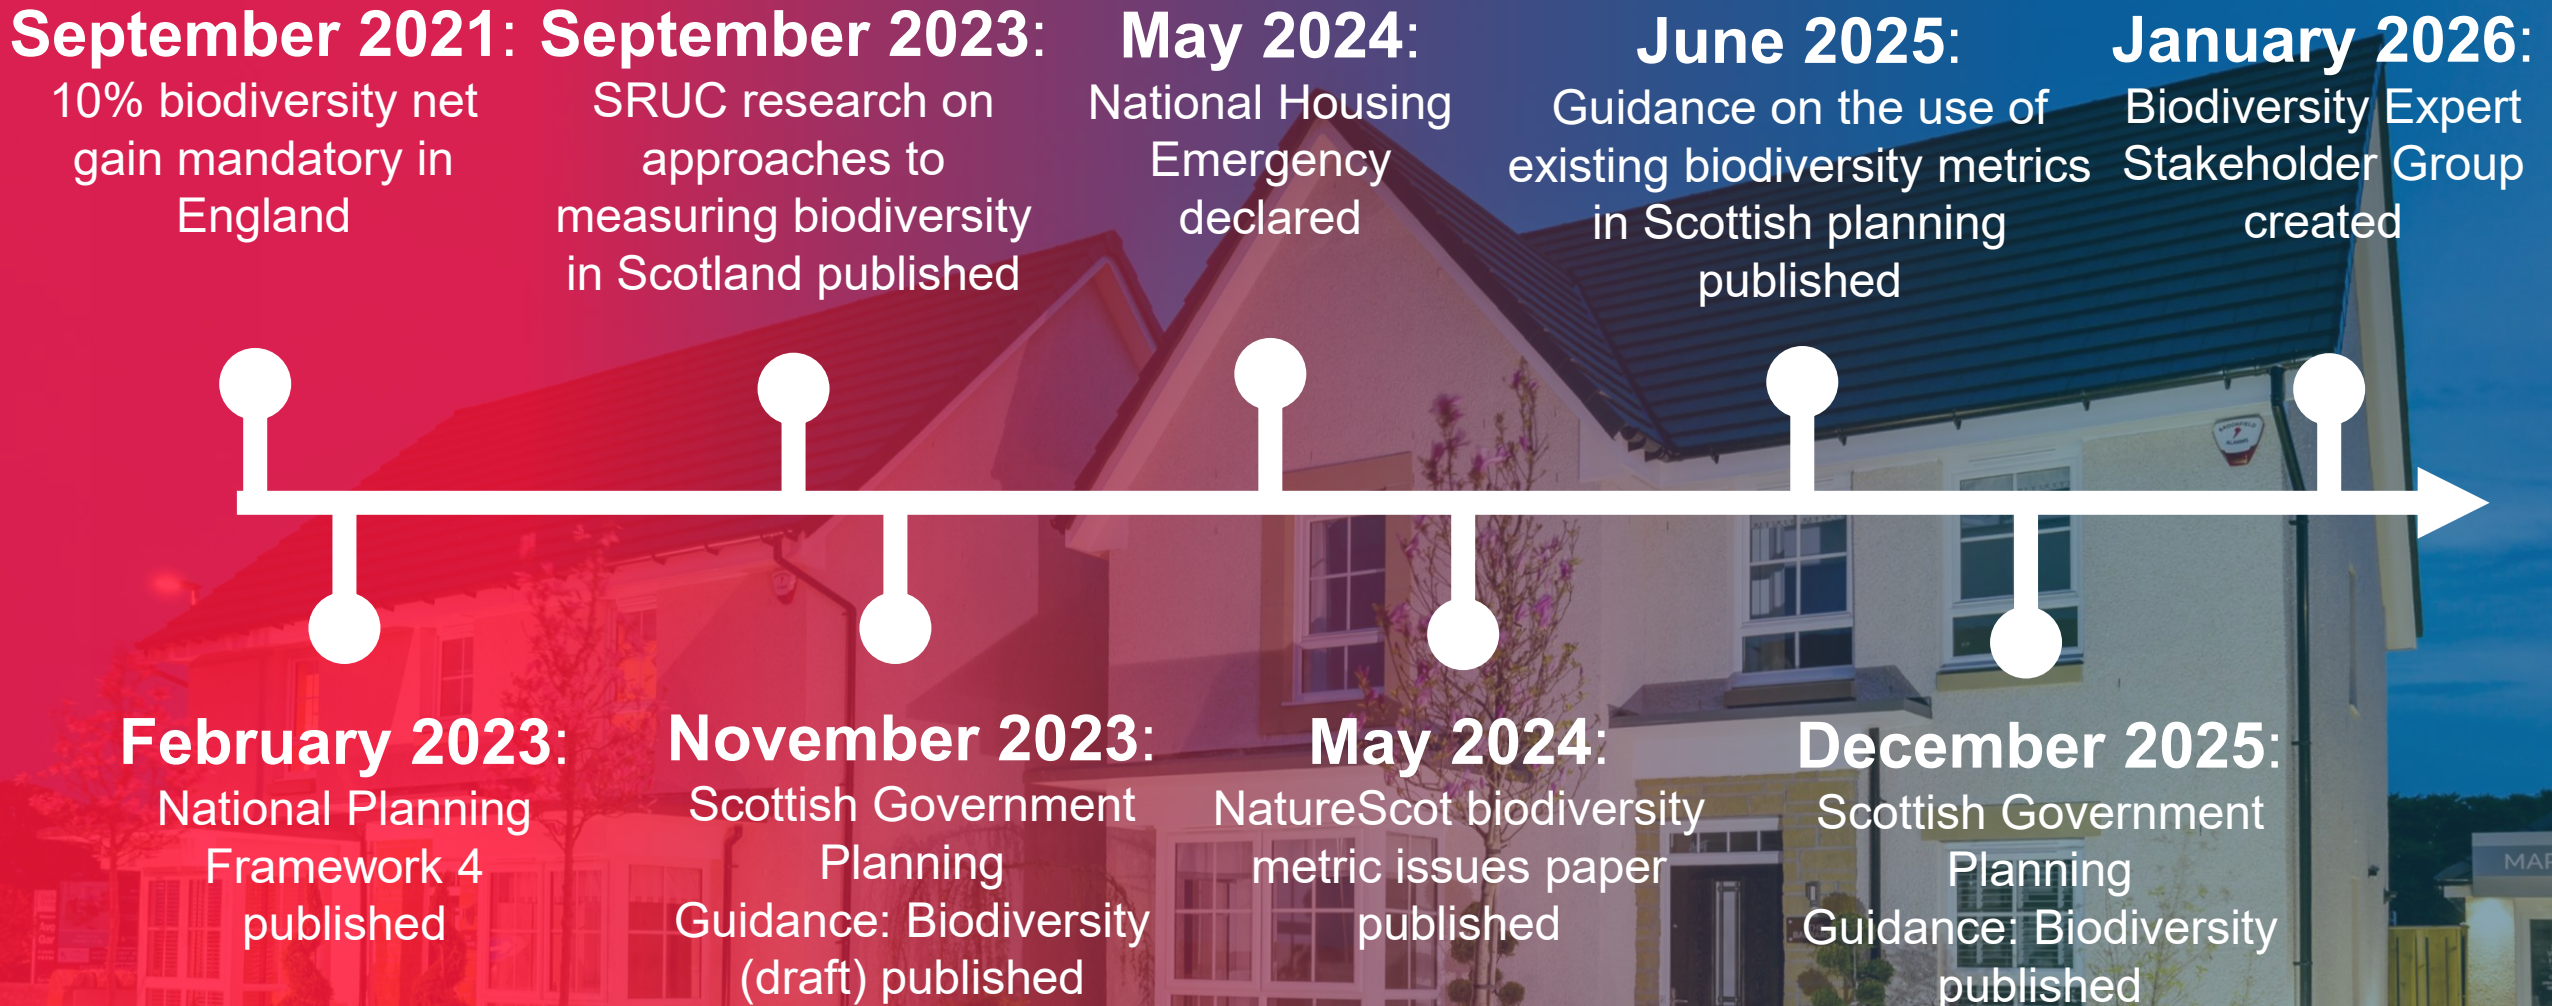 September 2021:
10% biodiversity net
gain mandatory in
England
September 2023:
SRUC research on
approaches to
measuring biodiversity
in Scotland published
May 2024:
National Housing
Emergency
declared
June 2025:
Guidance on the use of
existing biodiversity metrics
in Scottish planning
published
January 2026:
Biodiversity Expert
Stakeholder Group
created
February 2023:
National Planning
Framework 4
published
November 2023:
Scottish Government
Planning
Guidance: Biodiversity
(draft) published
May 2024:
NatureScot biodiversity
metric issues paper
published
December 2025:
Scottish Government
Planning
Guidance: Biodiversity
published
BROOKFIELD
ALARMS